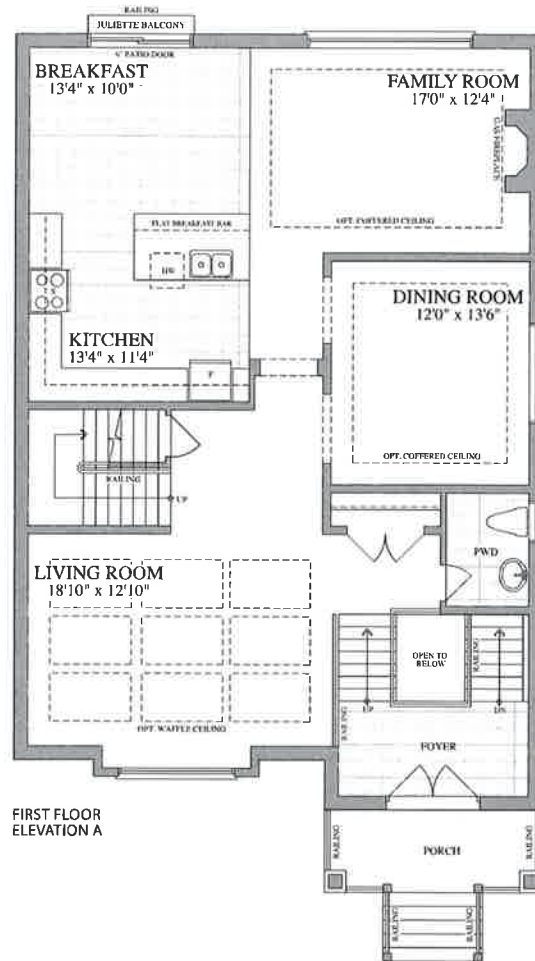 RAILING
JULIETTE BALCONY
6' PATIO DOOR
BREAKFAST
13'4" x 10'0"
FAMILY ROOM
17'0" x 12'4"
GAS FIREPLACE
OPT. COFFERED CEILING
FLAT BREAKFAST BAR
DW
S
KITCHEN
13'4" x 11'4"
F
DINING ROOM
12'0" x 13'6"
OPT. COFFERED CEILING
RAILING
UP
PWD
LIVING ROOM
18'10" x 12'10"
OPT. WAFFLE CEILING
OPEN TO
BELOW
RAILING
UP
DN
RAILING
FOYER
FIRST FLOOR
ELEVATION A
RAILING
PORCH
RAILING
RAILING
RAILING